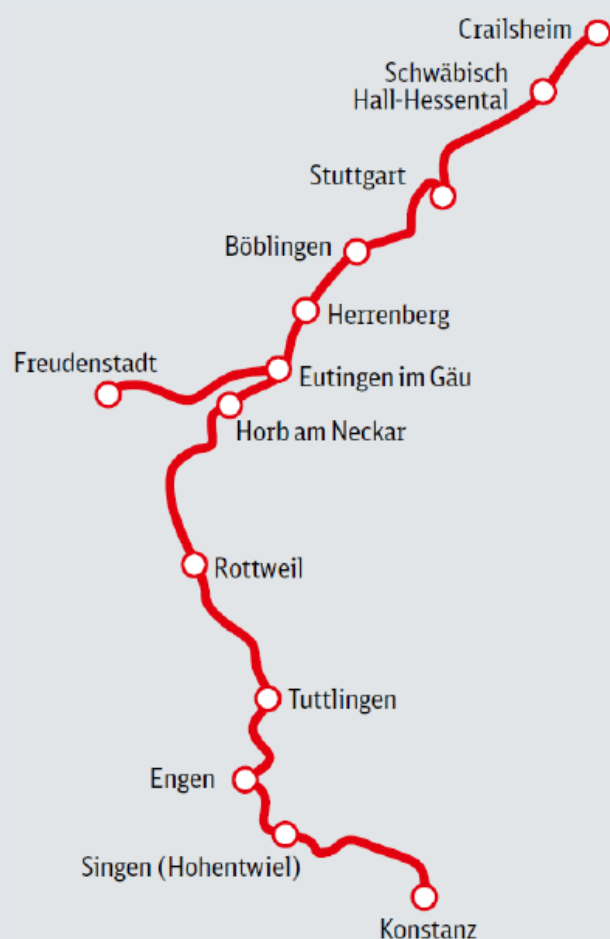 Crailsheim
Schwäbisch
Hall-Hessental
Stuttgart
Böblingen
Herrenberg
Freudenstadt
Eutingen im Gäu
Horb am Neckar
Rottweil
Tuttlingen
Engen
Singen (Hohentwiel)
Konstanz